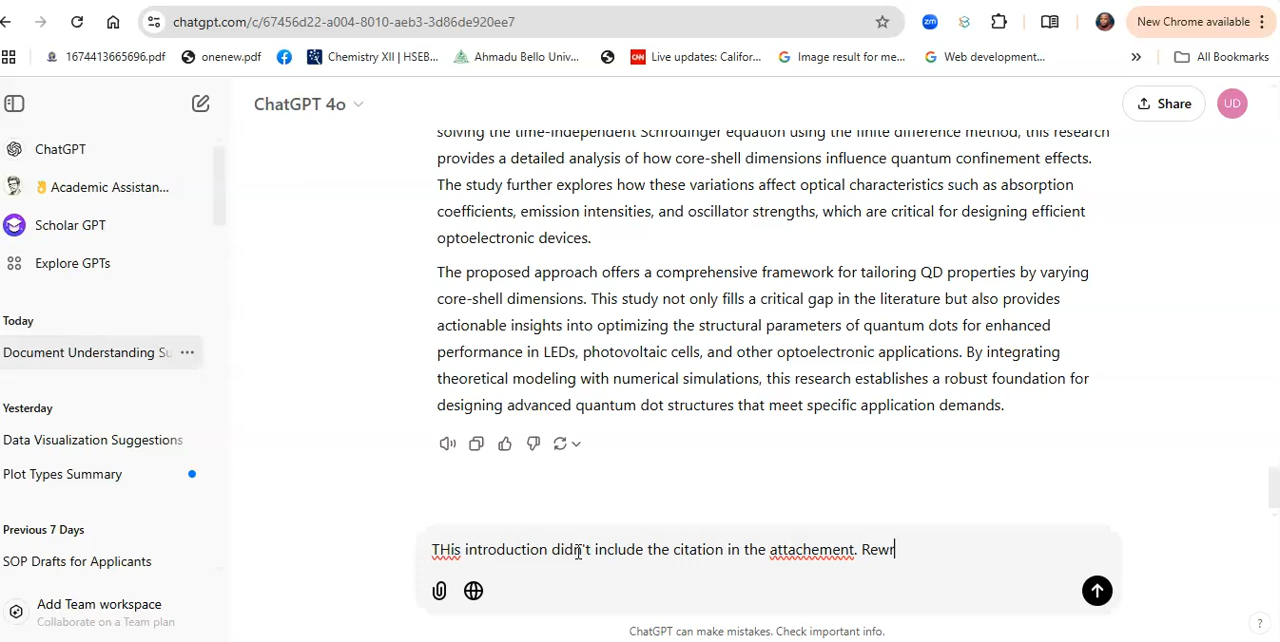 chatgpt.com/c/67456d22-a004-8010-aeb3-3d86de920ee7
zm
New Chrome available
1674413665696.pdf
onenew.pdf
Chemistry XII | HSEB...
Ahmadu Bello Univ...
CNN
Live updates: Califor...
Image result for me...
Web development...
»
All Bookmarks
ChatGPT 4o
Share
UD
ChatGPT
Academic Assistan...
Scholar GPT
Explore GPTs
Today
Document Understanding Su
Yesterday
Data Visualization Suggestions
Plot Types Summary
Previous 7 Days
SOP Drafts for Applicants
Add Team workspace
Collaborate on a Team plan
solving the time-independent Schrödinger equation using the finite difference method, this research
provides a detailed analysis of how core-shell dimensions influence quantum confinement effects.
The study further explores how these variations affect optical characteristics such as absorption
coefficients, emission intensities, and oscillator strengths, which are critical for designing efficient
optoelectronic devices.
The proposed approach offers a comprehensive framework for tailoring QD properties by varying
core-shell dimensions. This study not only fills a critical gap in the literature but also provides
actionable insights into optimizing the structural parameters of quantum dots for enhanced
performance in LEDs, photovoltaic cells, and other optoelectronic applications. By integrating
theoretical modeling with numerical simulations, this research establishes a robust foundation for
designing advanced quantum dot structures that meet specific application demands.
THis introduction didn't include the citation in the attachement. Rewr
ChatGPT can make mistakes. Check important info.
?